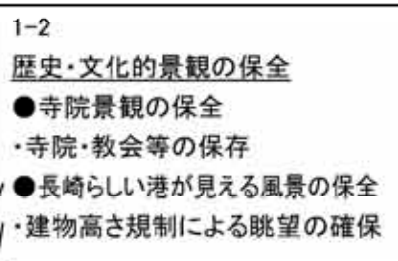 1-2
歴史・文化的景観の保全
●寺院景観の保全
・寺院・教会等の保存
●長崎らしい港が見える風景の保全
・建物高さ規制による眺望の確保